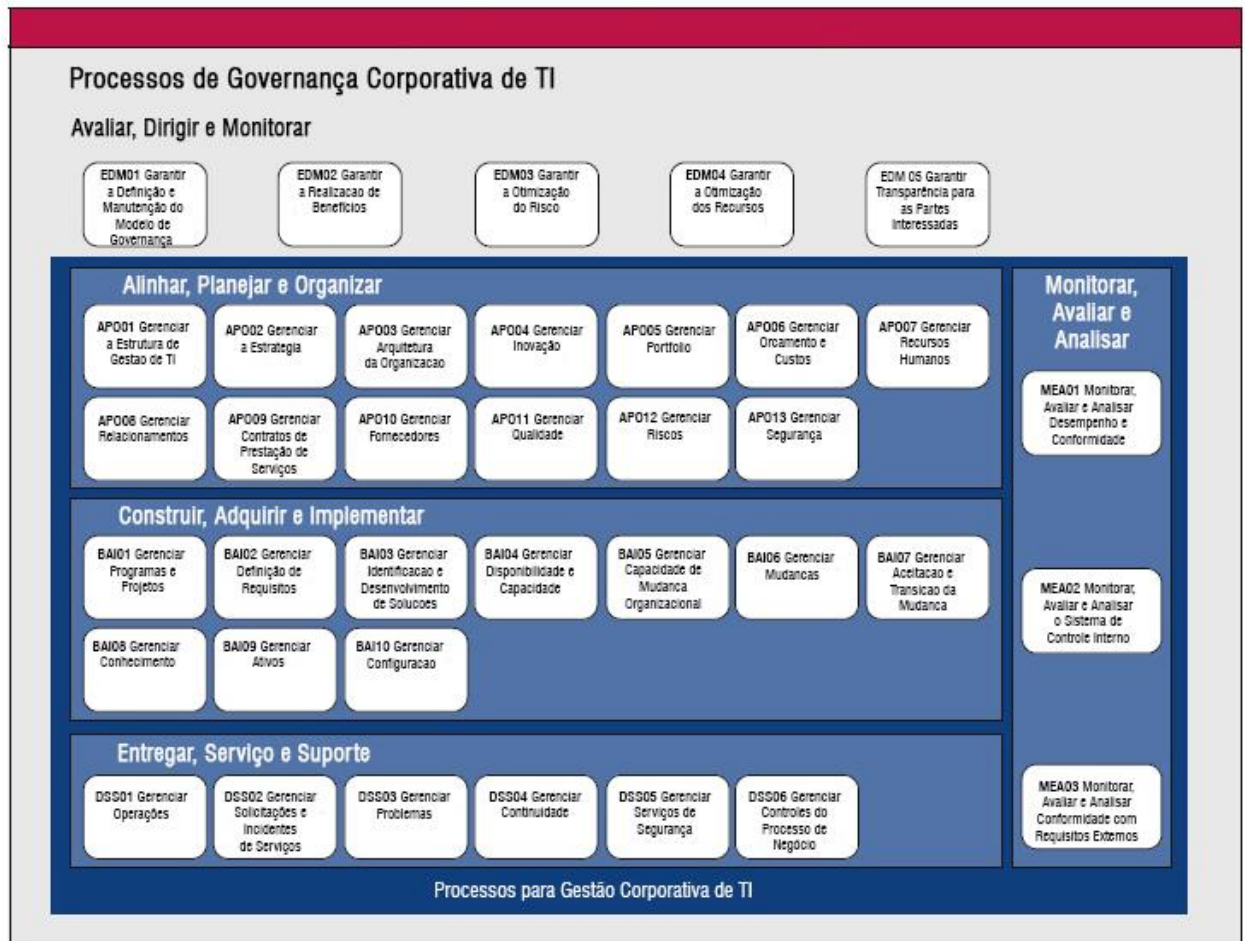 Processos de Governança Corporativa de TI
Avaliar, Dirigir e Monitorar
EDM01 Garantir
a Definição e
Manutenção do
Modelo de
Governança
EDM02 Garantir
a Realizacao de
Benefícios
EDM03 Garantir
a Otimização
do Risco
EDM04 Garantir
a Otimização
dos Recursos
EDM 05 Garantir
Transparência para
as Partes
Interessadas
Alinhar, Planejar e Organizar
APO01 Gerenciar
a Estrutura de
Gestao de TI
APO02 Gerenciar
a Estrategia
APO03 Gerenciar
Arquitetura
da Organizacao
APO04 Gerenciar
Inovação
APO05 Gerenciar
Portfolio
APO06 Gerenciar
Orcamento e
Custos
APO07 Gerenciar
Recursos
Humanos
APO08 Gerenciar
Relacionamentos
APO09 Gerenciar
Contratos de
Prestação de
Serviços
APO10 Gerenciar
Fornecedores
APO11 Gerenciar
Qualidade
APO12 Gerenciar
Riscos
APO13 Gerenciar
Segurança
Construir, Adquirir e Implementar
BAI01 Gerenciar
Programas e
Projetos
BAI02 Gerenciar
Definição de
Requisitos
BAI03 Gerenciar
Identificacao e
Desenvolvimento
de Solucoes
BAI04 Gerenciar
Disponibilidade e
Capacidade
BAI05 Gerenciar
Capacidade de
Mudanca
Organizacional
BAI06 Gerenciar
Mudancas
BAI07 Gerenciar
Aceitacao e
Transicao da
Mudanca
BAI08 Gerenciar
Conhecimento
BAI09 Gerenciar
Ativos
BAI10 Gerenciar
Configuracao
Entregar, Serviço e Suporte
DSS01 Gerenciar
Operações
DSS02 Gerenciar
Solicitações e
Incidentes
de Serviços
DSS03 Gerenciar
Problemas
DSS04 Gerenciar
Continuidade
DSS05 Gerenciar
Serviços de
Segurança
DSS06 Gerenciar
Controles do
Processo de
Negócio
Monitorar,
Avaliar e
Analisar
MEA01 Monitorar,
Avaliar e Analisar
Desempenho e
Conformidade
MEA02 Monitorar,
Avaliar e Analisar
o Sistema de
Controle Interno
MEA03 Monitorar,
Avaliar e Analisar
Conformidade com
Requisitos Externos
Processos para Gestão Corporativa de TI